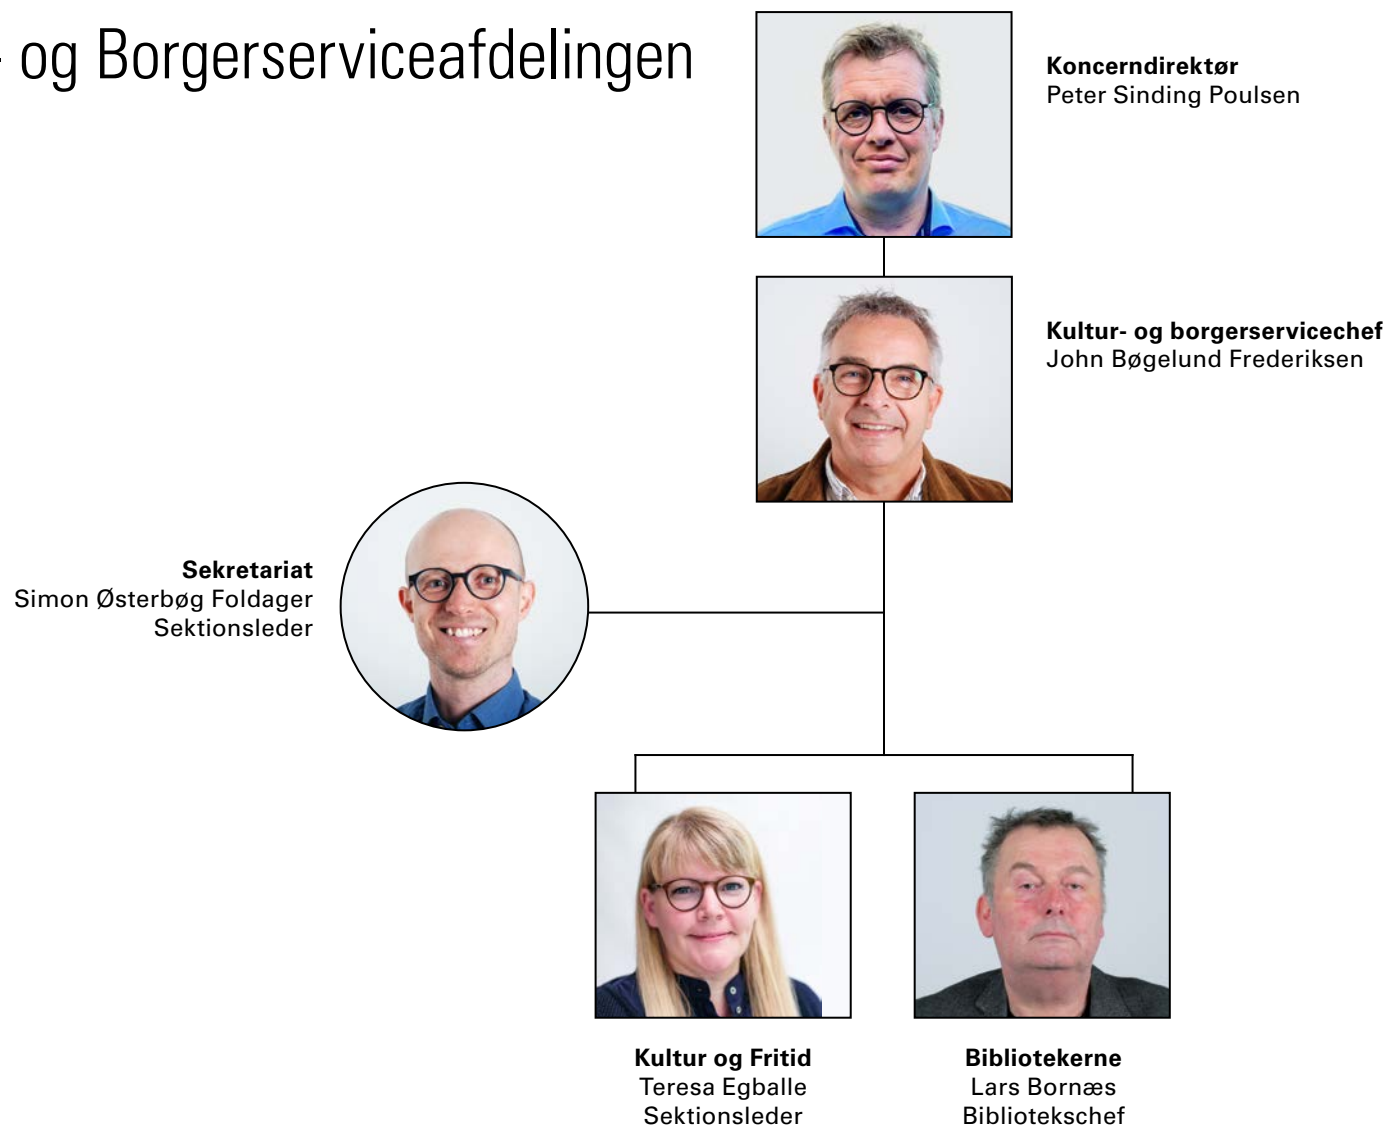 - og Borgerserviceafdelingen
Koncerndirektør
Peter Sinding Poulsen
Kultur- og borgerservicechef
John Bøgelund Frederiksen
Sekretariat
Simon Østerbøg Foldager
Sektionsleder
Kultur og Fritid
Teresa Egballe
Sektionsleder
Bibliotekerne
Lars Bornæs
Bibliotekschef